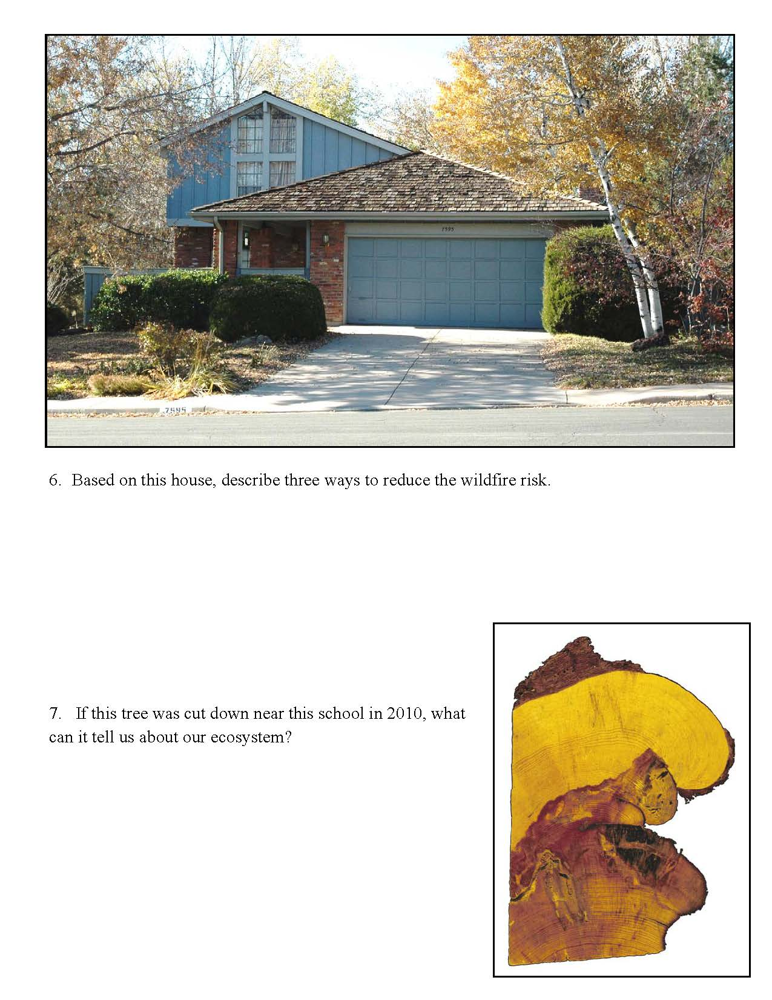 7595
7595
6. Based on this house, describe three ways to reduce the wildfire risk.
7. If this tree was cut down near this school in 2010, what
can it tell us about our ecosystem?